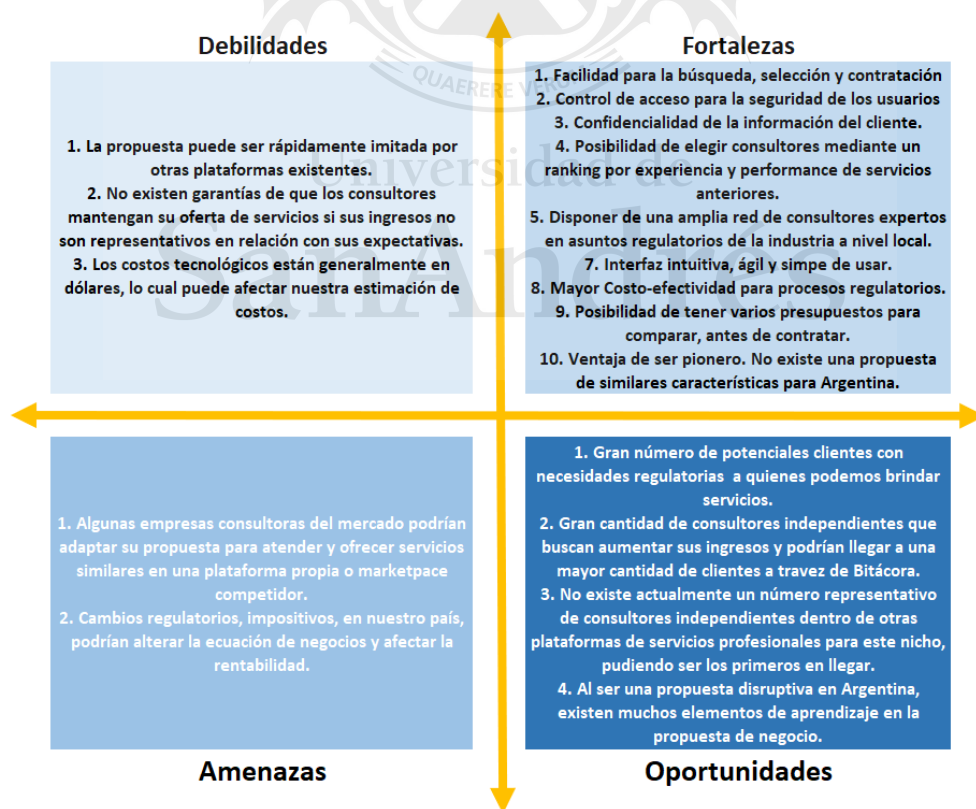 Debilidades
1. La propuesta puede ser rápidamente imitada por
otras plataformas existentes.
2. No existen garantías de que los consultores
mantengan su oferta de servicios si sus ingresos no
son representativos en relación con sus expectativas.
3. Los costos tecnológicos están generalmente en
dólares, lo cual puede afectar nuestra estimación de
costos.
Fortalezas
1. Facilidad para la búsqueda, selección y contratación
2. Control de acceso para la seguridad de los usuarios
3. Confidencialidad de la información del cliente.
4. Posibilidad de elegir consultores mediante un
ranking por experiencia y performance de servicios
anteriores.
5. Disponer de una amplia red de consultores expertos
en asuntos regulatorios de la industria a nivel local.
7. Interfaz intuitiva, ágil y simpe de usar.
8. Mayor Costo-efectividad para procesos regulatorios.
9. Posibilidad de tener varios presupuestos para
comparar, antes de contratar.
10. Ventaja de ser pionero. No existe una propuesta
de similares características para Argentina.
1. Algunas empresas consultoras del mercado podrían
adaptar su propuesta para atender y ofrecer servicios
similares en una plataforma propia o marketpace
competidor.
2. Cambios regulatorios, impositivos, en nuestro país,
podrían alterar la ecuación de negocios y afectar la
rentabilidad.
Amenazas
1. Gran número de potenciales clientes con
necesidades regulatorias a quienes podemos brindar
servicios.
2. Gran cantidad de consultores independientes que
buscan aumentar sus ingresos y podrían llegar a una
mayor cantidad de clientes a travez de Bitácora.
3. No existe actualmente un número representativo
de consultores independientes dentro de otras
plataformas de servicios profesionales para este nicho,
pudiendo ser los primeros en llegar.
4. Al ser una propuesta disruptiva en Argentina,
existen muchos elementos de aprendizaje en la
propuesta de negocio.
Oportunidades
QUAERERE
Universidad de
SanAndrés